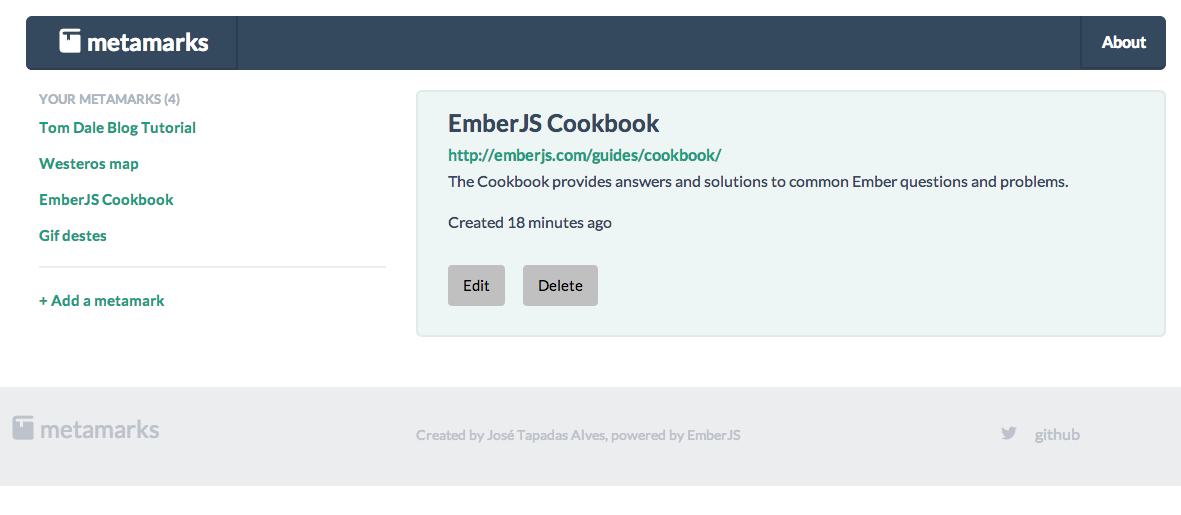 metamarks
About
YOUR METAMARKS (4)
Tom Dale Blog Tutorial
Westeros map
EmberJS Cookbook
Gif destes
+ Add a metamark
EmberJS Cookbook
http://emberjs.com/guides/cookbook/
The Cookbook provides answers and solutions to common Ember questions and problems.
Created 18 minutes ago
Edit
Delete
metamarks
Created by José Tapadas Alves, powered by EmberJS
github